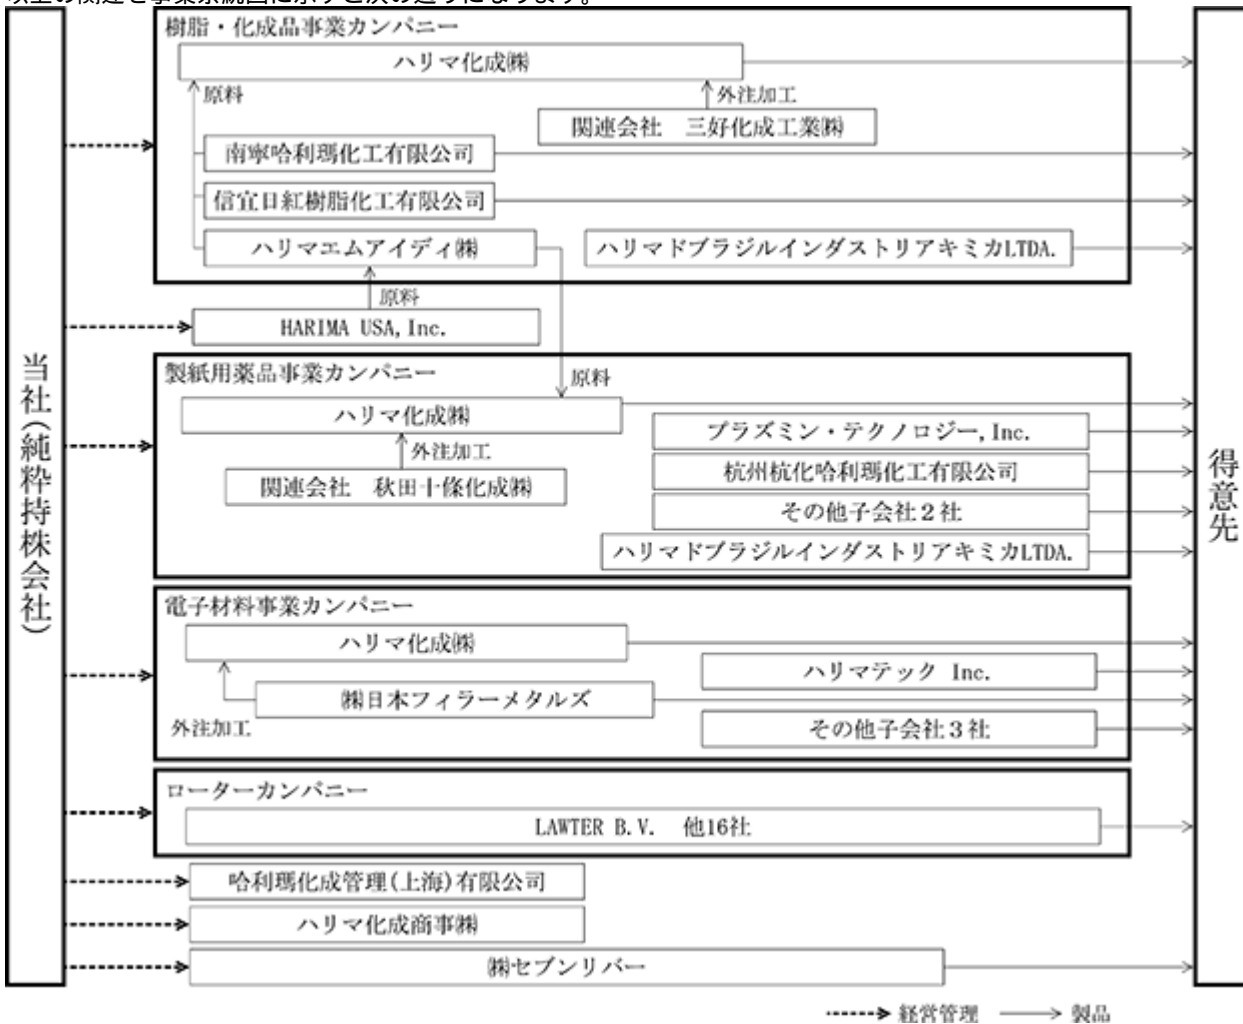 以上の関連を事業系統図に示すと次の通りになります。
樹脂・化成品事業カンパニー
ハリマ化成㈱
原料
外注加工
関連会社 三好化成工業㈱
南寧哈利瑪化工有限公司
信宜日紅樹脂化工有限公司
ハリマエムアイディ㈱
ハリマドブラジルインダストリアキミカLTDA.
原料
HARIMA USA, Inc.
製紙用薬品事業カンパニー
原料
ハリマ化成㈱
プラズミン・テクノロジー, Inc.
外注加工
杭州杭化哈利瑪化工有限公司
関連会社 秋田十條化成㈱
その他子会社2社
ハリマドブラジルインダストリアキミカLTDA.
当社(純粋持株会社)
得意先
電子材料事業カンパニー
ハリマ化成㈱
ハリマテック Inc.
㈱日本フィラーメタルズ
外注加工
その他子会社3社
ローターカンパニー
LAWTER B.V. 他16社
哈利瑪化成管理(上海)有限公司
ハリマ化成商事㈱
㈱セブンリバー
経営管理 製品